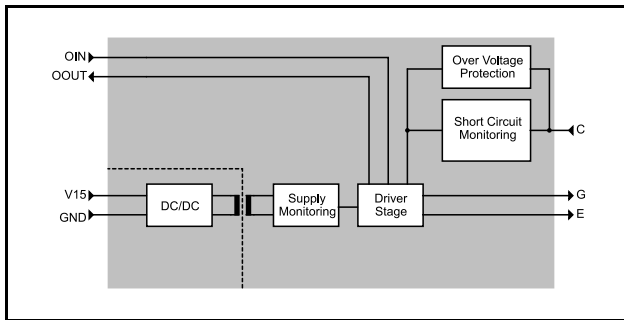 OIN
OOUT
Over Voltage
Protection
Short Circuit
Monitoring
C
V15
GND
DC/DC
Supply
Monitoring
Driver
Stage
G
E